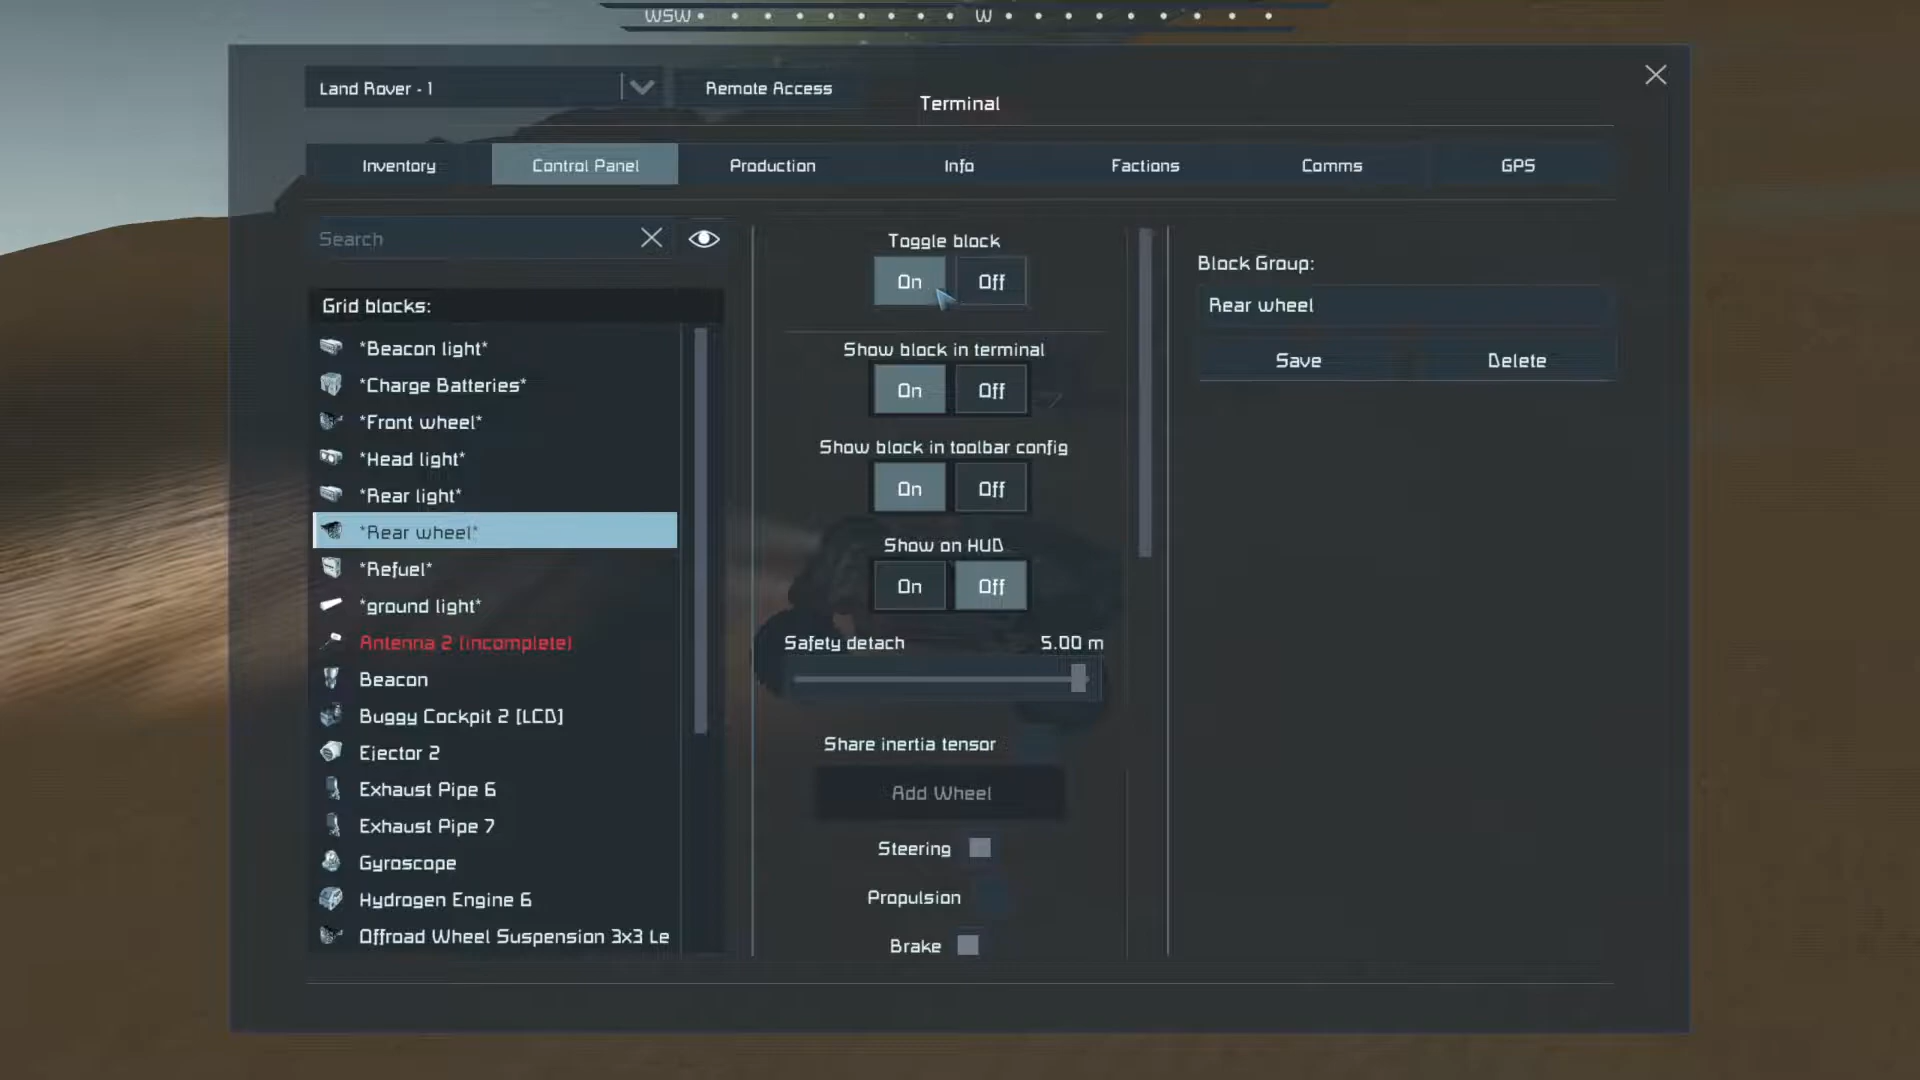 WSW
W
Land Rover - 1
Remote Access
Terminal
Inventory
Control Panel
Production
Info
Factions
Comms
GPS
Search
Grid blocks:
*Beacon light*
*Charge Batteries*
*Front wheel*
*Head light*
*Rear light*
*Rear wheel*
*Refuel*
*ground light*
Antenna 2 (Incomplete)
Beacon
Buggy Cockpit 2 [LCD]
Ejector 2
Exhaust Pipe 6
Exhaust Pipe 7
Gyroscope
Hydrogen Engine 6
Offroad Wheel Suspension 3x3 Le
Toggle block
On Off
Show block in terminal
On Off
Show block in toolbar config
On Off
Show on HUD
On Off
Safety detach 5.00 m
Share inertia tensor
Add Wheel
Steering
Propulsion
Brake
Block Group:
Rear wheel
Save Delete